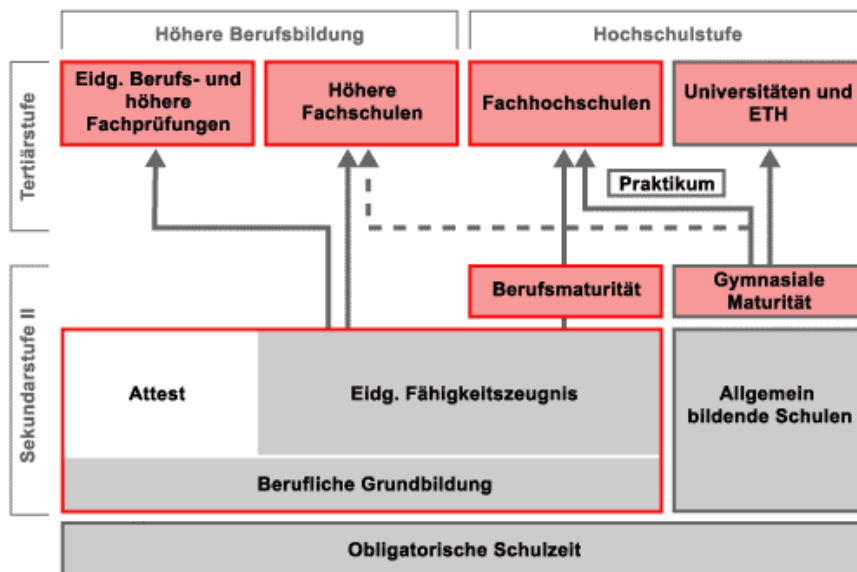 Höhere Berufsbildung
Hochschulstufe
Tertiärstufe
Eidg. Berufs- und
höhere
Fachprüfungen
Höhere
Fachschulen
Fachhochschulen
Universitäten und
ETH
Praktikum
Sekundarstufe II
Berufsmaturität
Gymnasiale
Maturität
Attest
Eidg. Fähigkeitszeugnis
Allgemein
bildende Schulen
Berufliche Grundbildung
Obligatorische Schulzeit